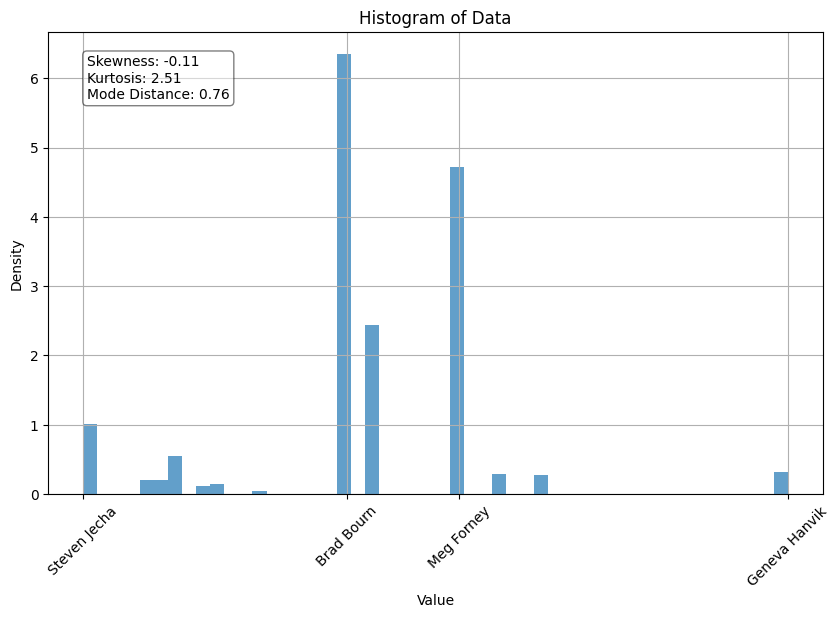 Histogram of Data
Skewness: -0.11
Kurtosis: 2.51
Mode Distance: 0.76
Density
6
5
4
3
2
1
0
Steven Jecha
Brad Bourn
Meg Forney
Geneva Hanvik
Value